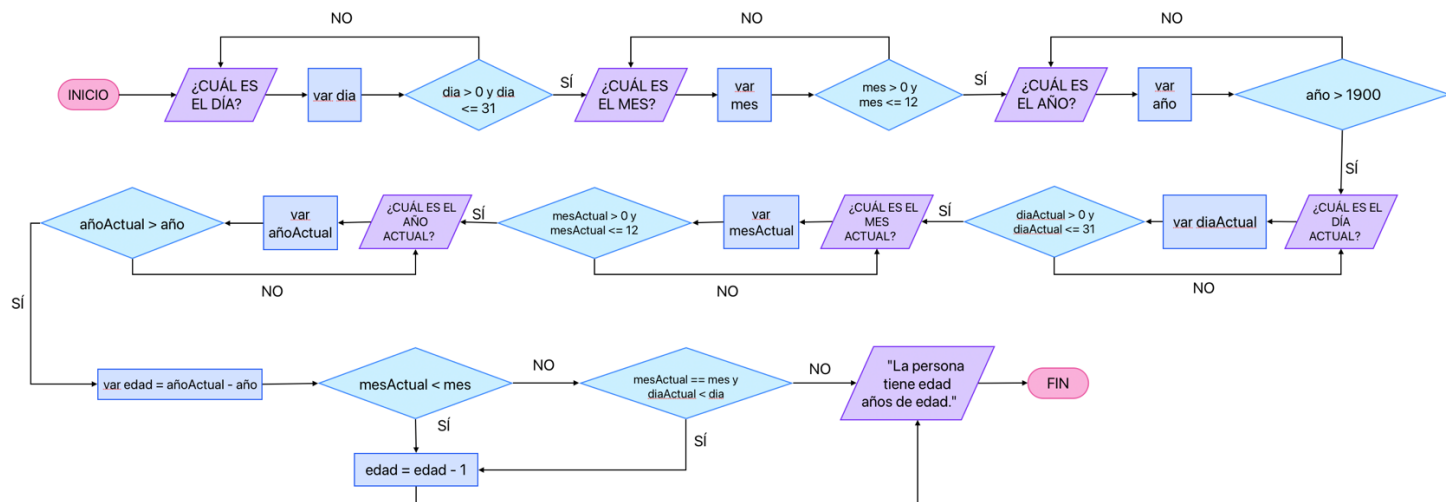 NO
NO
NO
INICIO
¿CUÁL ES
EL DÍA?
var dia
dia > 0 y dia
<= 31
SÍ
¿CUÁL ES
EL MES?
var
mes
mes > 0 y
mes <= 12
SÍ
¿CUÁL ES
EL AÑO?
var
año
año > 1900
SÍ
¿CUÁL ES EL
DÍA
ACTUAL?
var diaActual
diaActual > 0 y
diaActual <= 31
NO
SÍ
¿CUÁL ES EL
MES
ACTUAL?
var
mesActual
mesActual > 0 y
mesActual <= 12
NO
SÍ
¿CUÁL ES EL
AÑO
ACTUAL?
var
añoActual
añoActual > año
NO
SÍ
var edad = añoActual - año
mesActual < mes
NO
SÍ
mesActual == mes y
diaActual < dia
NO
SÍ
edad = edad - 1
"La persona
tiene edad
años de edad."
FIN